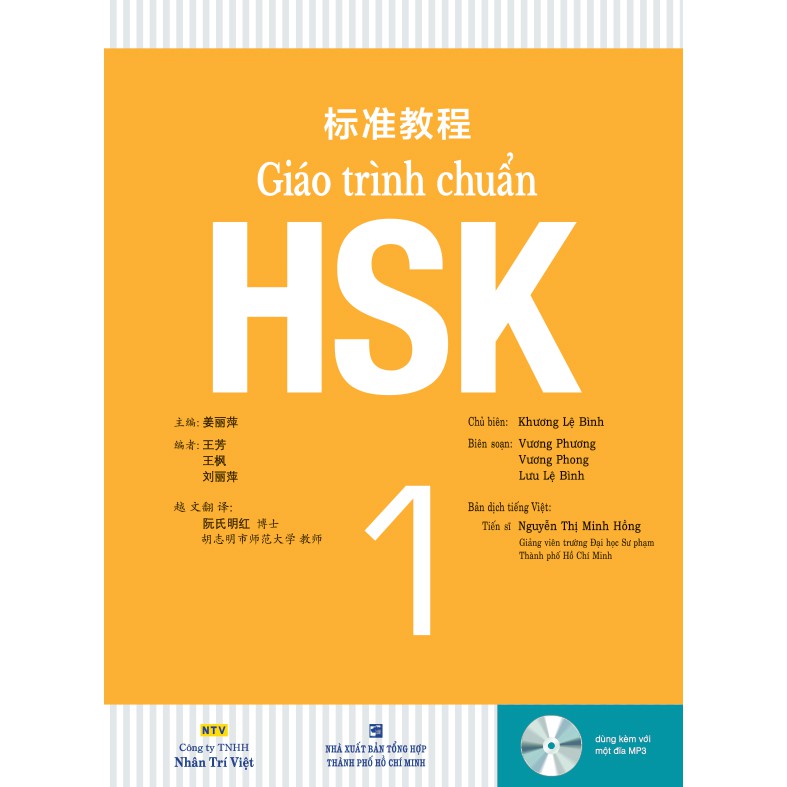 标准教程
Giáo trình chuẩn
HSK
1
主编: 姜丽萍
编者: 王芳
王枫
刘丽萍
越文翻译:
阮氏明红 博士
胡志明市师范大学教师
Chủ biên: Khương Lệ Bình
Biên soạn: Vương Phương
Vương Phong
Lưu Lệ Bình
Bản dịch tiếng Việt:
Tiến sĩ Nguyễn Thị Minh Hồng
Giảng viên trường Đại học Sư phạm
Thành phố Hồ Chí Minh
NTV
Công ty TNHH
Nhân Trí Việt
NHÀ XUẤT BẢN TỔNG HỢP
THÀNH PHỐ HỒ CHÍ MINH
dùng kèm với
một đĩa MP3